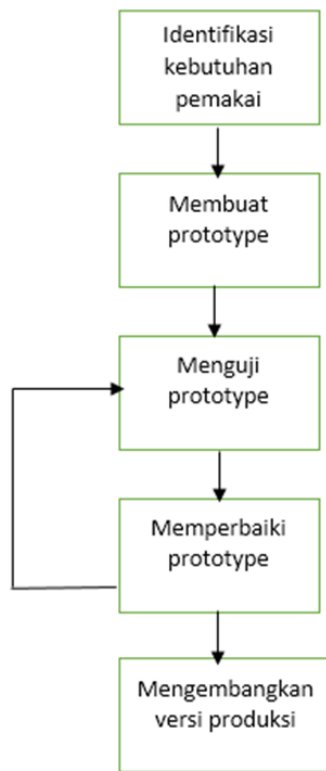 Identifikasi
kebutuhan
pemakai
Membuat
prototype
Menguji
prototype
Memperbaiki
prototype
Mengembangkan
versi produksi